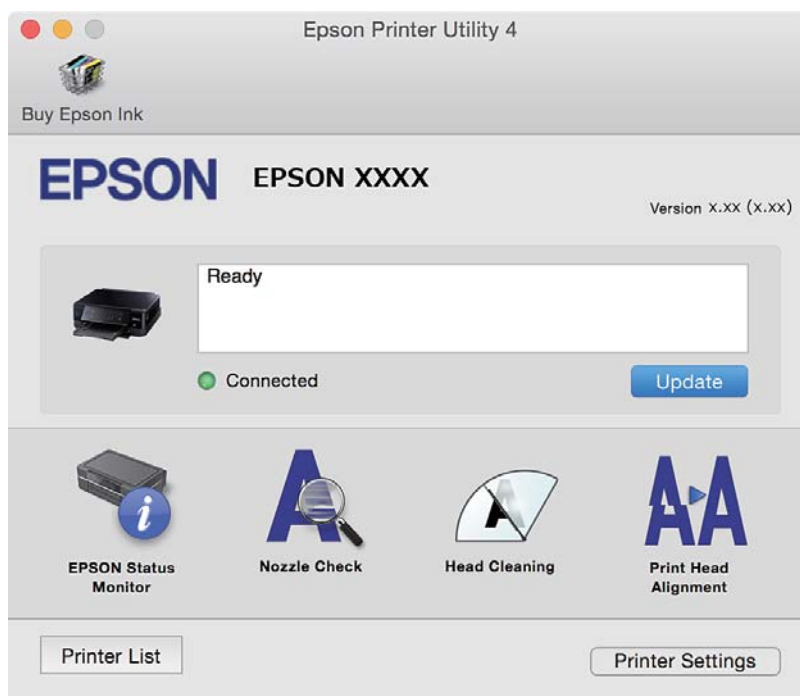 Epson Printer Utility 4
Buy Epson Ink
EPSON
EPSON XXXX
Version x.xx (x.xx)
Ready
Connected
Update
EPSON Status
Monitor
Nozzle Check
Head Cleaning
Print Head
Alignment
Printer List
Printer Settings